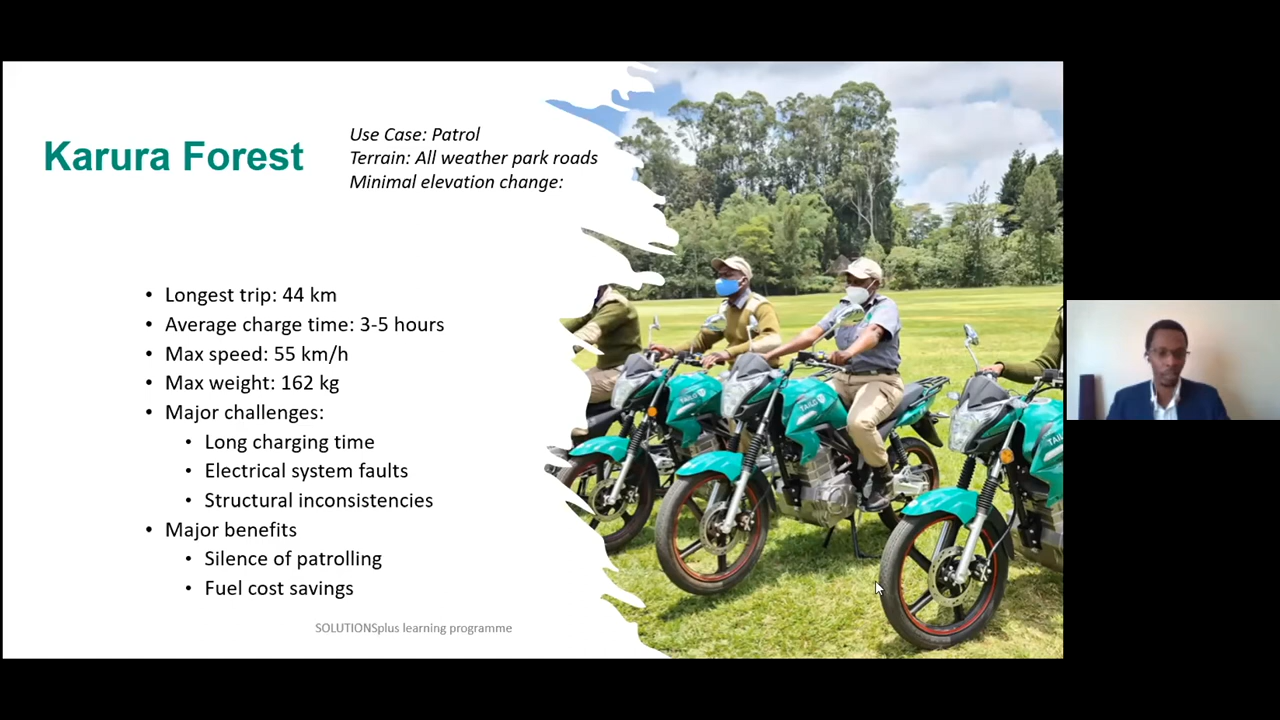 Karura Forest
Use Case: Patrol
Terrain: All weather park roads
Minimal elevation change:
• Longest trip: 44 km
• Average charge time: 3-5 hours
• Max speed: 55 km/h
• Max weight: 162 kg
• Major challenges:
• Long charging time
• Electrical system faults
• Structural inconsistencies
• Major benefits
• Silence of patrolling
• Fuel cost savings
SOLUTIONSplus learning programme
TAILG
TAILG